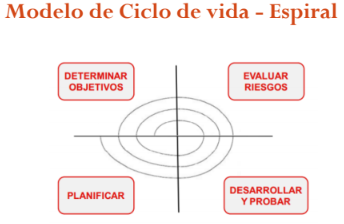 Modelo de Ciclo de vida - Espiral
DETERMINAR
OBJETIVOS
EVALUAR
RIESGOS
PLANIFICAR
DESARROLLAR
Y PROBAR